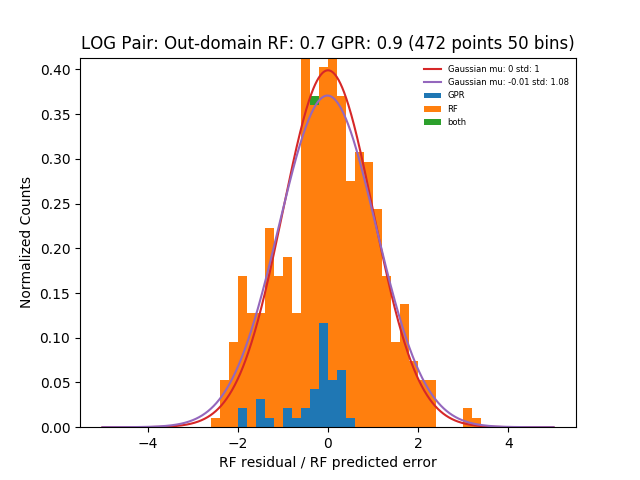 LOG Pair: Out-domain RF: 0.7 GPR: 0.9 (472 points 50 bins)
Normalized Counts
0.40
0.35
0.30
0.25
0.20
0.15
0.10
0.05
0.00
Gaussian mu: 0 std: 1
Gaussian mu: -0.01 std: 1.08
GPR
RF
both
−4 −2 0 2 4
RF residual / RF predicted error